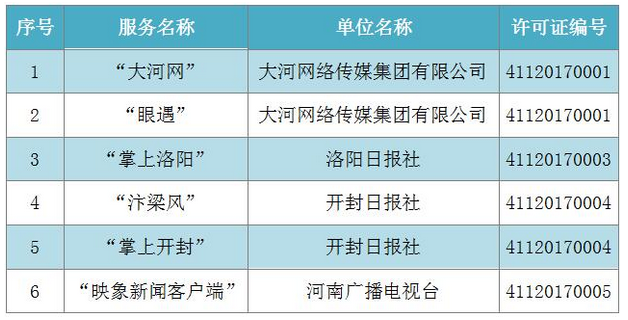 序号 服务名称 单位名称 许可证编号
1 “大河网” 大河网络传媒集团有限公司 41120170001
2 “眼遇” 大河网络传媒集团有限公司 41120170001
3 “掌上洛阳” 洛阳日报社 41120170003
4 “汴梁风” 开封日报社 41120170004
5 “掌上开封” 开封日报社 41120170004
6 “映象新闻客户端” 河南广播电视台 41120170005